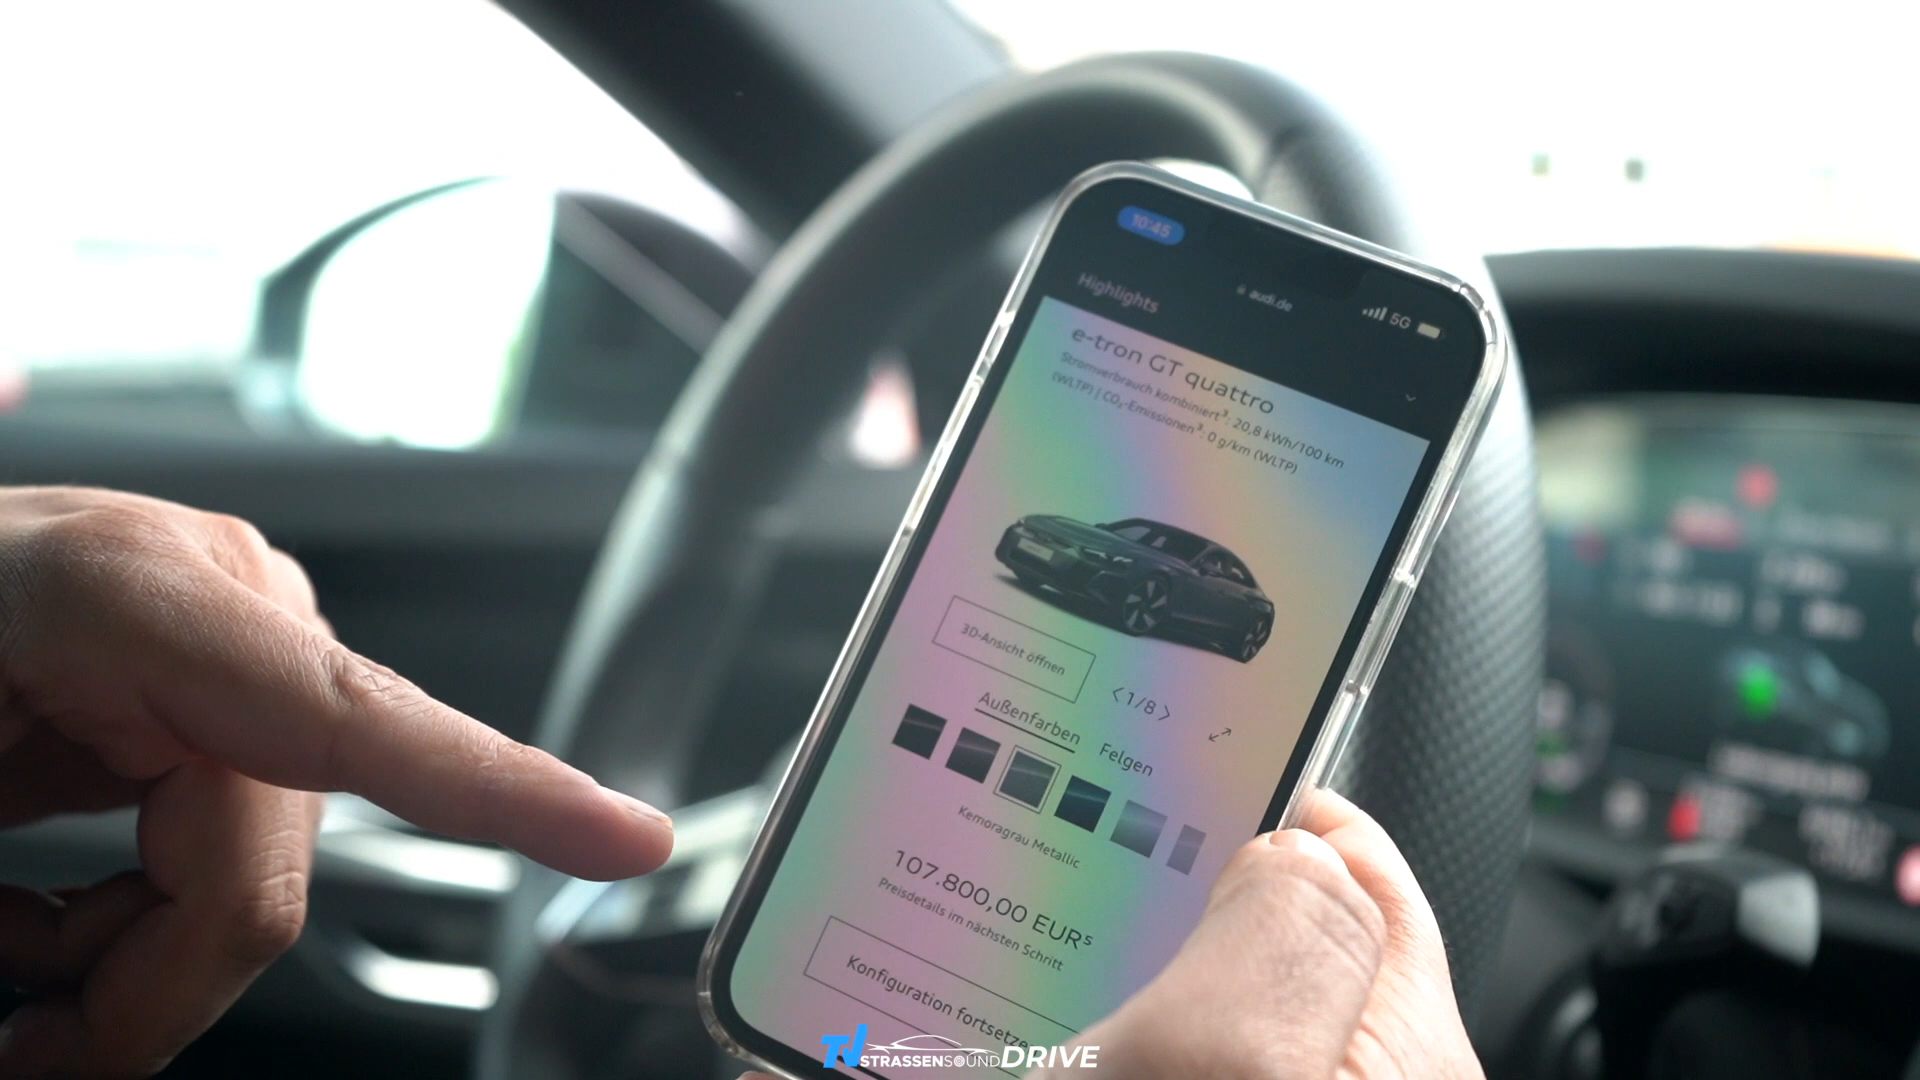 10:45
audi.de
5G
Highlights
e-tron GT quattro
Stromverbrauch kombiniert³: 20,8 kWh/100 km
(WLTP) | CO₂-Emissionen³: 0 g/km (WLTP)
3D-Ansicht öffnen
<1/8>
Außenfarben Felgen
Kemoragrau Metallic
107.800,00 EUR⁵
Preisdetails im nächsten Schritt
Konfiguration fortsetze
STRASSENSOUND DRIVE